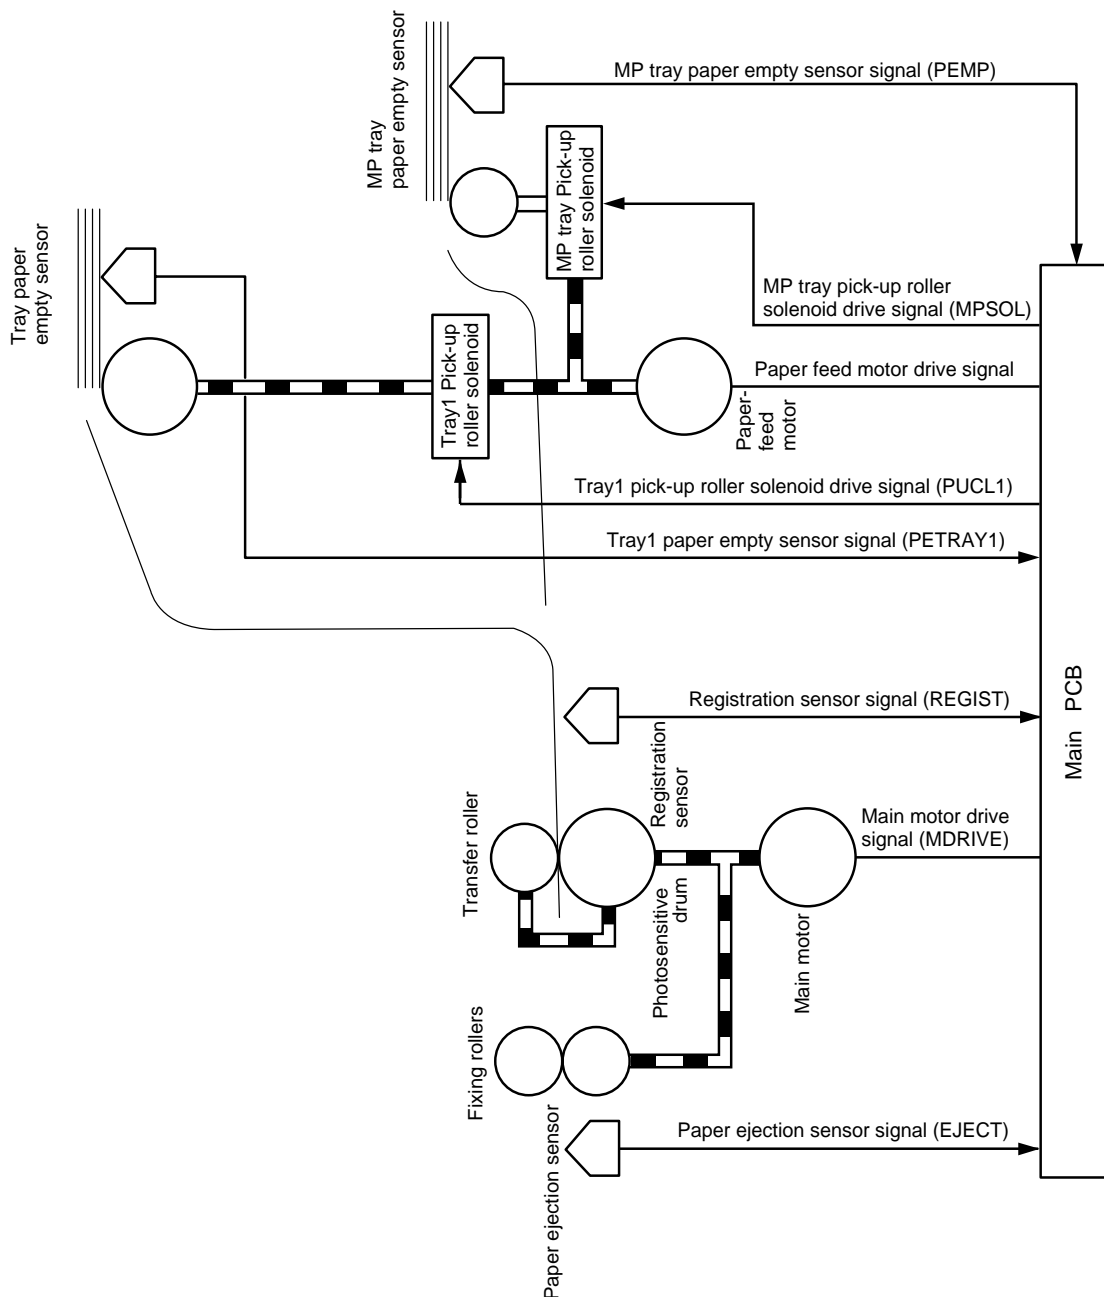 MP tray paper empty sensor signal (PEMP)
MP tray
paper empty sensor
Tray paper
empty sensor
MP tray Pick-up
roller solenoid
MP tray pick-up roller
solenoid drive signal (MPSOL)
Tray1 Pick-up
roller solenoid
Paper feed motor drive signal
Paper-
feed
motor
Tray1 pick-up roller solenoid drive signal (PUCL1)
Tray1 paper empty sensor signal (PETRAY1)
Registration sensor signal (REGIST)
Main PCB
Registration
sensor
Transfer roller
Main motor drive
signal (MDRIVE)
Photosensitive
drum
Main motor
Fixing rollers
Paper ejection sensor signal (EJECT)
Paper ejection sensor